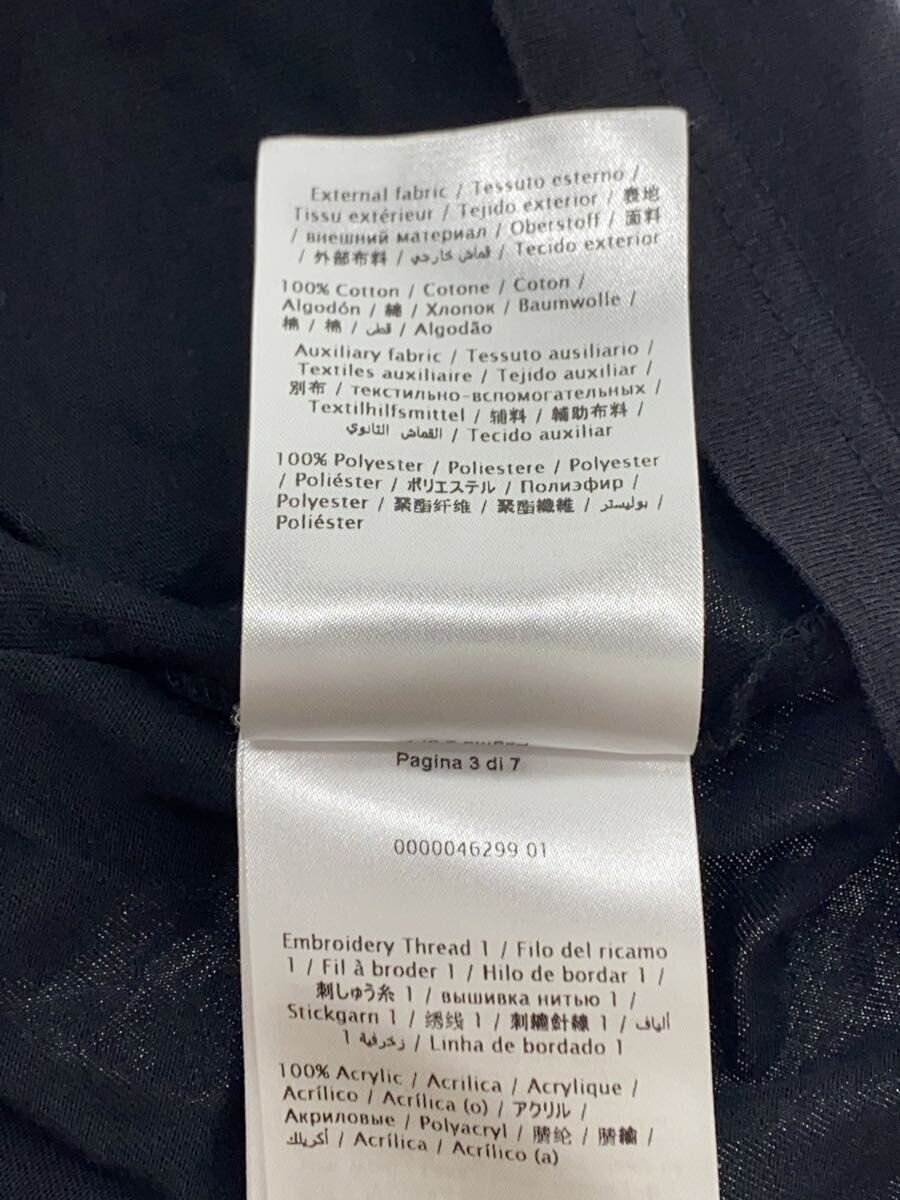 External fabric / Tessuto esterno /
Tissu extérieur / Tejido exterior / 表地
/ внешний материал / Oberstoff / 面料
/ 外部布料 / قماش خارجي / Tecido exterior
100% Cotton / Cotone / Coton /
Algodón / 綿 / Хлопок / Baumwolle /
棉 / 棉 / قطن / Algodão
Auxiliary fabric / Tessuto ausiliario /
Textiles auxiliaire / Tejido auxiliar /
別布 / текстильно-вспомогательных /
Textilhilfsmittel / 辅料 / 輔助布料 /
القماش الثانوي / Tecido auxiliar
100% Polyester / Poliestere / Polyester
/ Poliéster / ポリエステル / Полиэфир /
Polyester / 聚酯纤维 / 聚酯纖維 / بوليستر /
Poliéster
Pagina 3 di 7
0000046299 01
Embroidery Thread 1 / Filo del ricamo
1 / Fil à broder 1 / Hilo de bordar 1 /
刺しゅう糸 1 / вышивка нитью 1 /
Stickgarn 1 / 绣线 1 / 刺繡針線 1 / ألياف
زخرفية 1 / Linha de bordado 1
100% Acrylic / Acrilica / Acrylique /
Acrílico / Acrílica (o) / アクリル /
Акриловые / Polyacryl / 腈纶 / 腈綸 /
أكريلك / Acrílica / Acrílico (a)